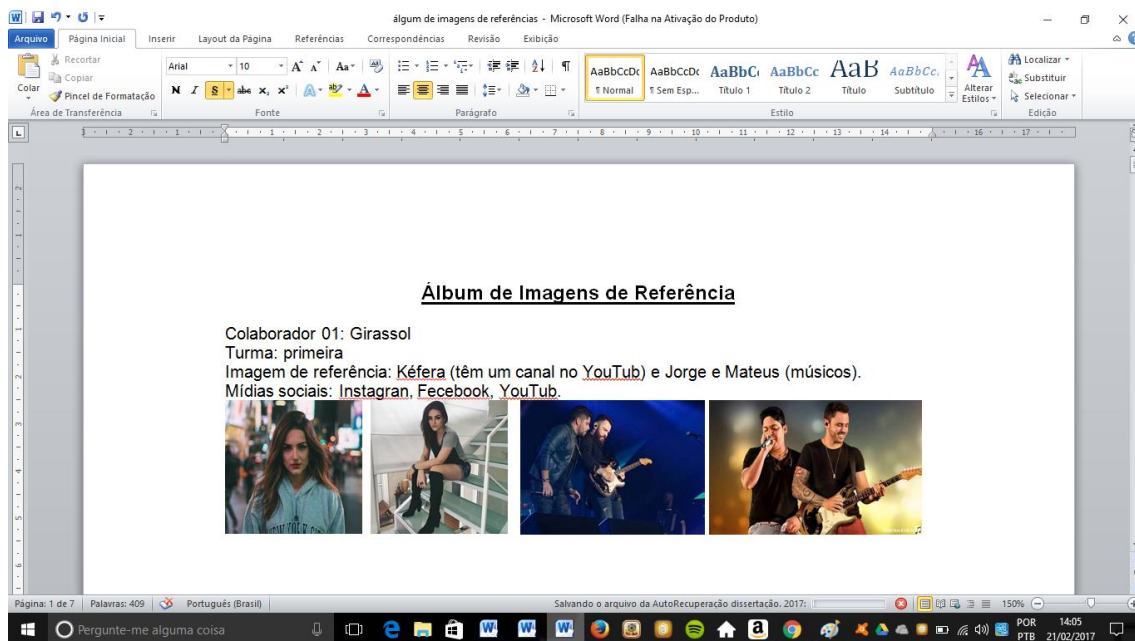 álgum de imagens de referências - Microsoft Word (Falha na Ativação do Produto)
Arquivo Página Inicial Inserir Layout da Página Referências Correspondências Revisão Exibição
Colar
Recortar
Copiar
Pincel de Formatação
Área de Transferência
Arial 10
N I S abc x, x²
Fonte
Parágrafo
AaBbCcDc AaBbCcDc AaBbC AaBbCc AaB AaBbCc.
¶ Normal ¶ Sem Esp... Título 1 Título 2 Título Subtítulo
Alterar Estilos
Estilo
Localizar
Substituir
Selecionar
Edição
Álbum de Imagens de Referência
Colaborador 01: Girassol
Turma: primeira
Imagem de referência: Kéfera (têm um canal no YouTub) e Jorge e Mateus (músicos).
Mídias sociais: Instagran, Fecebook, YouTub.
Página: 1 de 7 Palavras: 409 Português (Brasil) Salvando o arquivo da AutoRecuperação dissertação. 2017: 150%
Pergunte-me alguma coisa
POR 14:05
PTB 21/02/2017